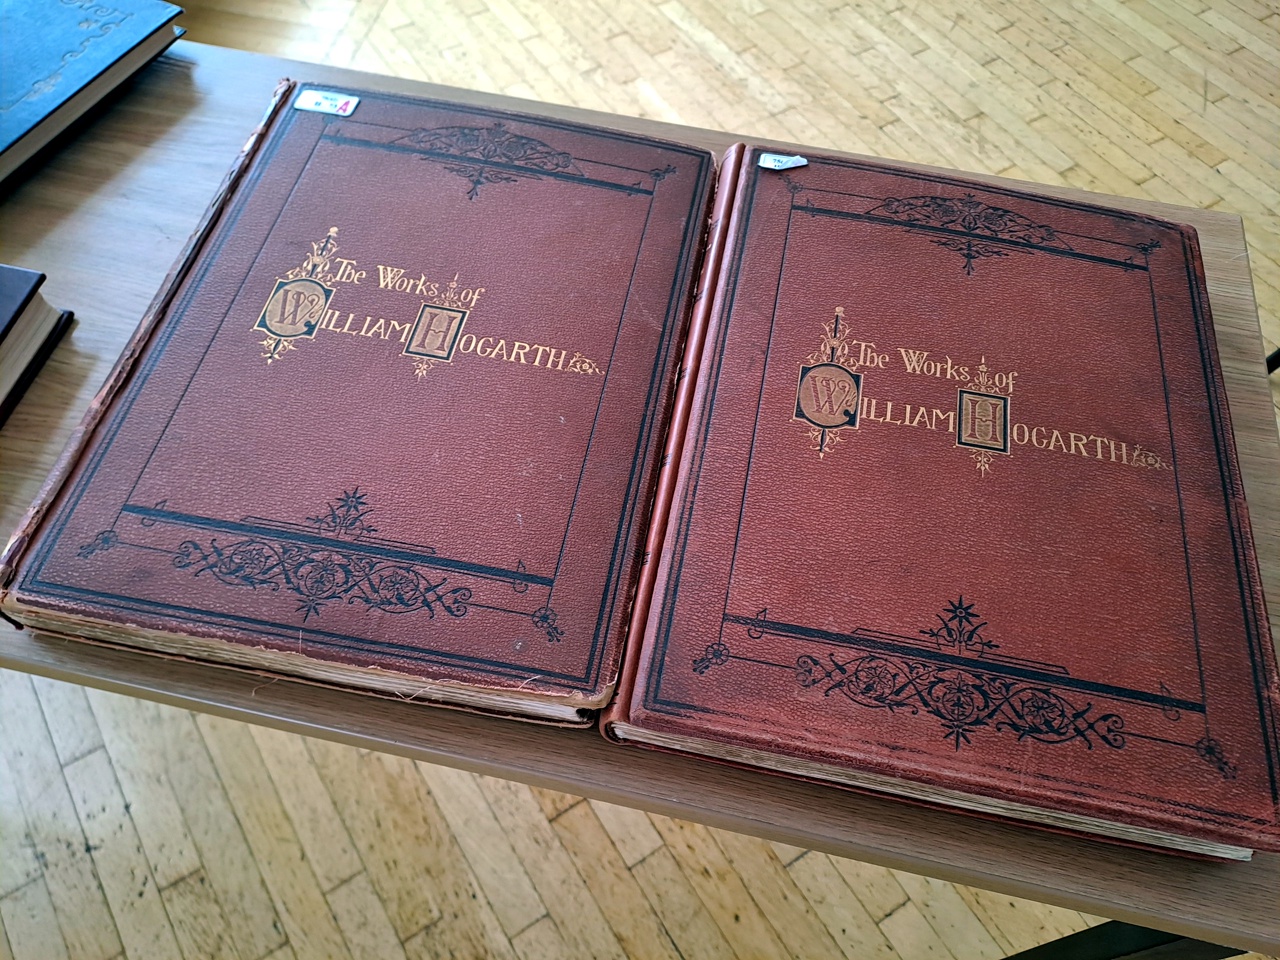 The Works of
WILLIAM HOGARTH
The Works of
WILLIAM HOGARTH
A